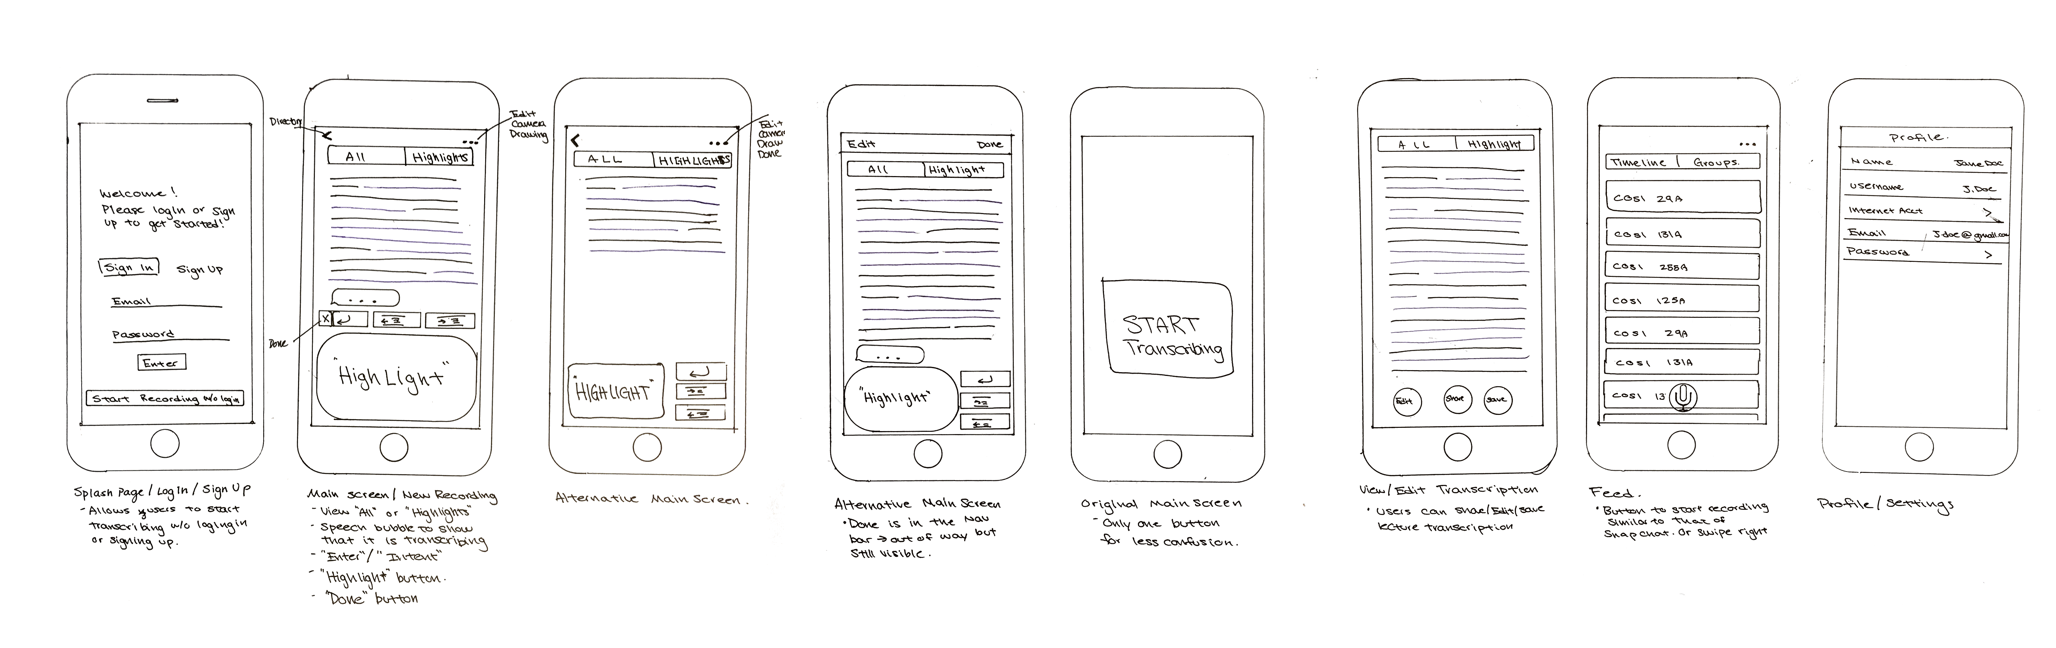 Welcome!
Please login or sign
up to get started!
Sign In
Sign Up
Email
Password
Enter
Start Recording w/o login
Splash Page / Log In / Sign Up
- Allows users to start
transcribing w/o logingin
or signing up.
Directory
<
...
Edit
Camera
Drawing
All
Highlights
...
X
Done
"HighLight"
Main screen / New Recording
- View "All" or "Highlights"
- Speech bubble to show
that it is transcribing
- "Enter" / "Intent"
- "Highlight" button.
- "Done" button
<
...
Edit
Camera
Draw
Done
ALL
HIGHLIGHTS
"HIGHLIGHT"
Alternative Main Screen.
Edit
Done
All
Highlight
...
"Highlight"
Alternative Main Screen
• Done is in the Nav
bar → out of way but
still visible.
START
Transcribing
Original Main Screen
- Only one button
for less confusion.
ALL
Highlight
Edit
Share
Save
View/Edit Transcription
• Users can share/Edit/save
lecture transcription
...
Timeline | Groups.
COSI 29A
COSI 131A
COSI 288A
COSI 125A
COSI 29A
COSI 131A
COSI 13
Feed.
• Button to start recording
similar to that of
Snapchat. Or swipe right
Profile.
Name
Jane Doe
Username
J.Doe
Internet Acct
>
Email
J.doe@gmail.com
Password
>
Profile/Settings